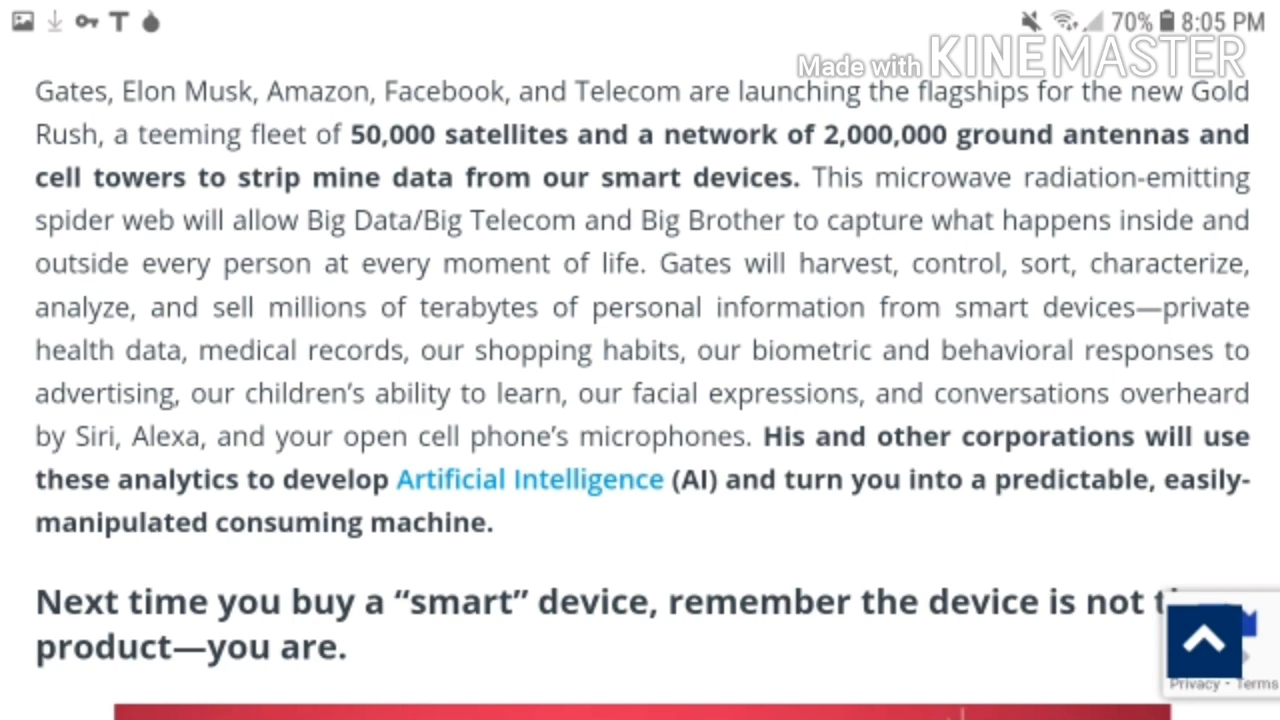 T 70% 8:05 PM
Made with KINEMASTER
Gates, Elon Musk, Amazon, Facebook, and Telecom are launching the flagships for the new Gold
Rush, a teeming fleet of 50,000 satellites and a network of 2,000,000 ground antennas and
cell towers to strip mine data from our smart devices. This microwave radiation-emitting
spider web will allow Big Data/Big Telecom and Big Brother to capture what happens inside and
outside every person at every moment of life. Gates will harvest, control, sort, characterize,
analyze, and sell millions of terabytes of personal information from smart devices—private
health data, medical records, our shopping habits, our biometric and behavioral responses to
advertising, our children's ability to learn, our facial expressions, and conversations overheard
by Siri, Alexa, and your open cell phone's microphones. His and other corporations will use
these analytics to develop Artificial Intelligence (AI) and turn you into a predictable, easily-
manipulated consuming machine.
Next time you buy a “smart” device, remember the device is not
product—you are.
Privacy - Terms